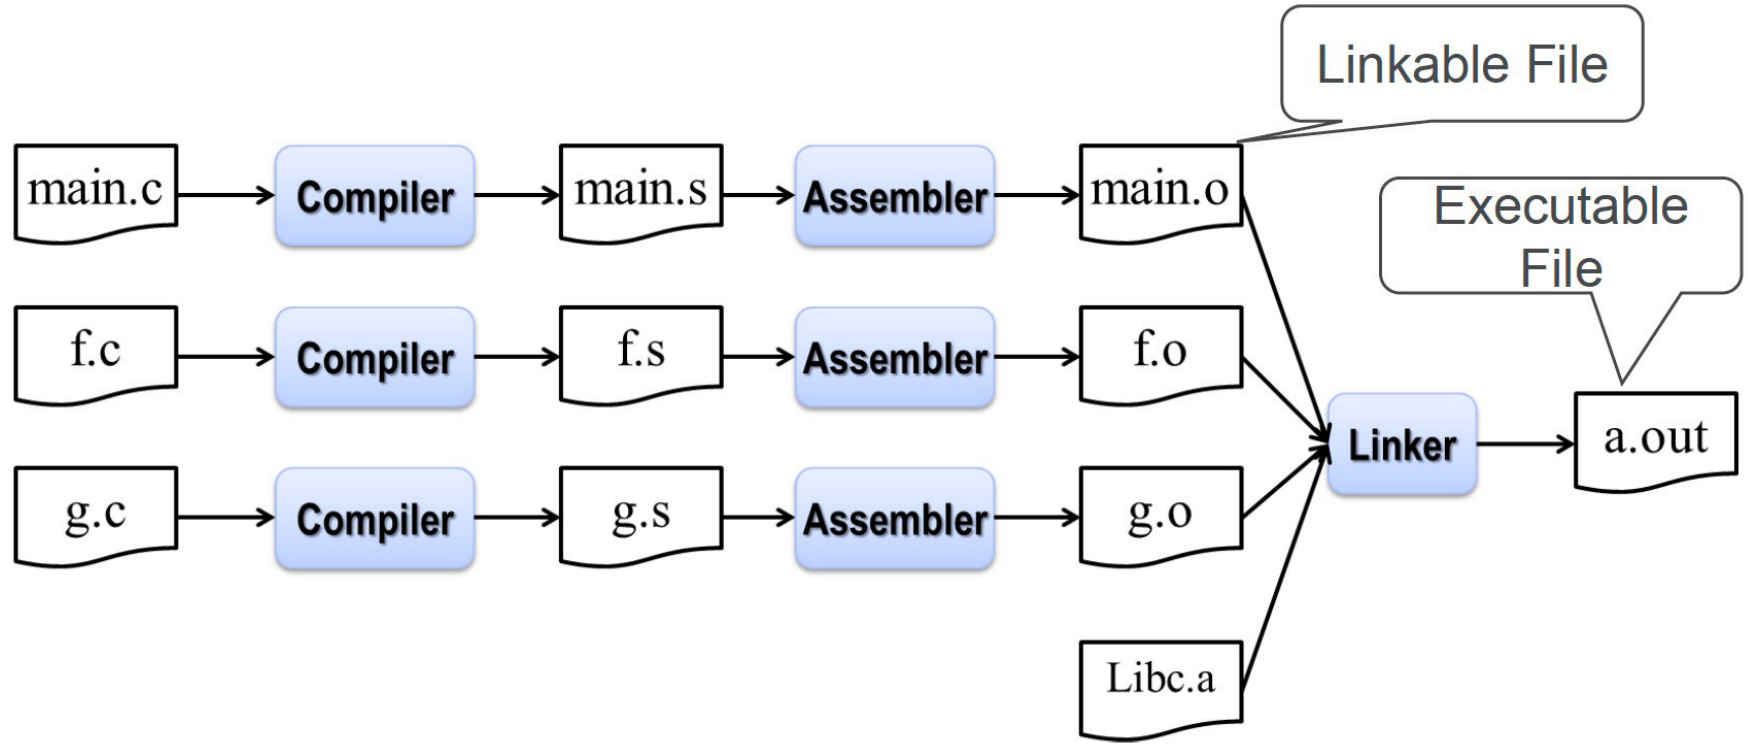 Linkable File
main.c
Compiler
main.s
Assembler
main.o
Executable
File
f.c
Compiler
f.s
Assembler
f.o
Linker
a.out
g.c
Compiler
g.s
Assembler
g.o
Libc.a